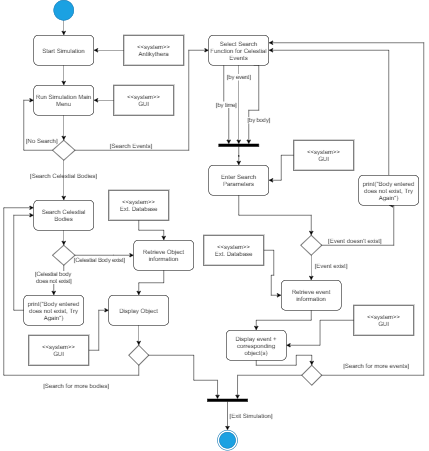 Start Simulation
<<system>>
Antikythera
Select Search
Function for Celestial
Events
Run Simulation Main
Menu
<<system>>
GUI
[by event]
[by time]
[by body]
[No Search]
[Search Events]
<<system>>
GUI
[Search Celestial Bodies]
Enter Search
Parameters
print("Body entered
does not exist, Try
Again")
<<system>>
Ext. Database
Search Celestial
Bodies
[Celestial Body exist]
Retrieve Object
information
<<system>>
Ext. Database
[Event doesn't exist]
[Event exist]
[Celestial body
does not exist]
print("Body entered
does not exist, Try
Again")
Display Object
Retrieve event
information
<<system>>
GUI
<<system>>
GUI
Display event +
corresponding
object(s)
[Search for more bodies]
[Search for more events]
[Exit Simulation]